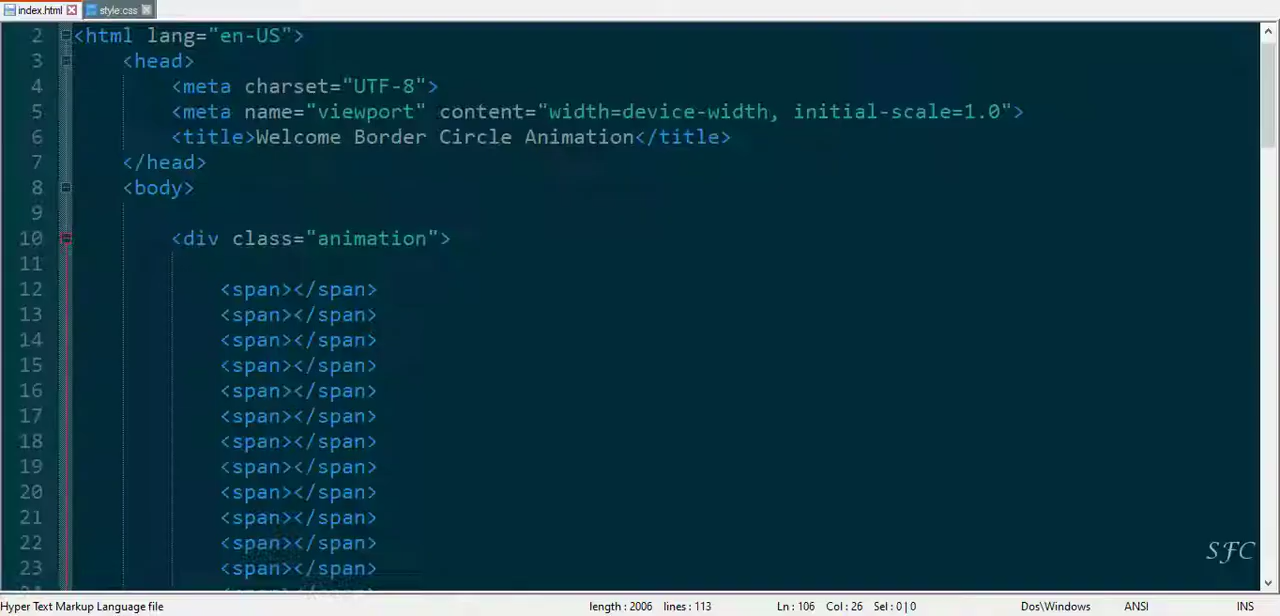 index.html style.css
2 <html lang="en-US">
3 <head>
4 <meta charset="UTF-8">
5 <meta name="viewport" content="width=device-width, initial-scale=1.0">
6 <title>Welcome Border Circle Animation</title>
7 </head>
8 <body>
9
10 <div class="animation">
11
12 <span></span>
13 <span></span>
14 <span></span>
15 <span></span>
16 <span></span>
17 <span></span>
18 <span></span>
19 <span></span>
20 <span></span>
21 <span></span>
22 <span></span>
23 <span></span>
SFC
Hyper Text Markup Language file length : 2006 lines : 113 Ln : 106 Col : 26 Sel : 0 | 0 Dos\Windows ANSI INS